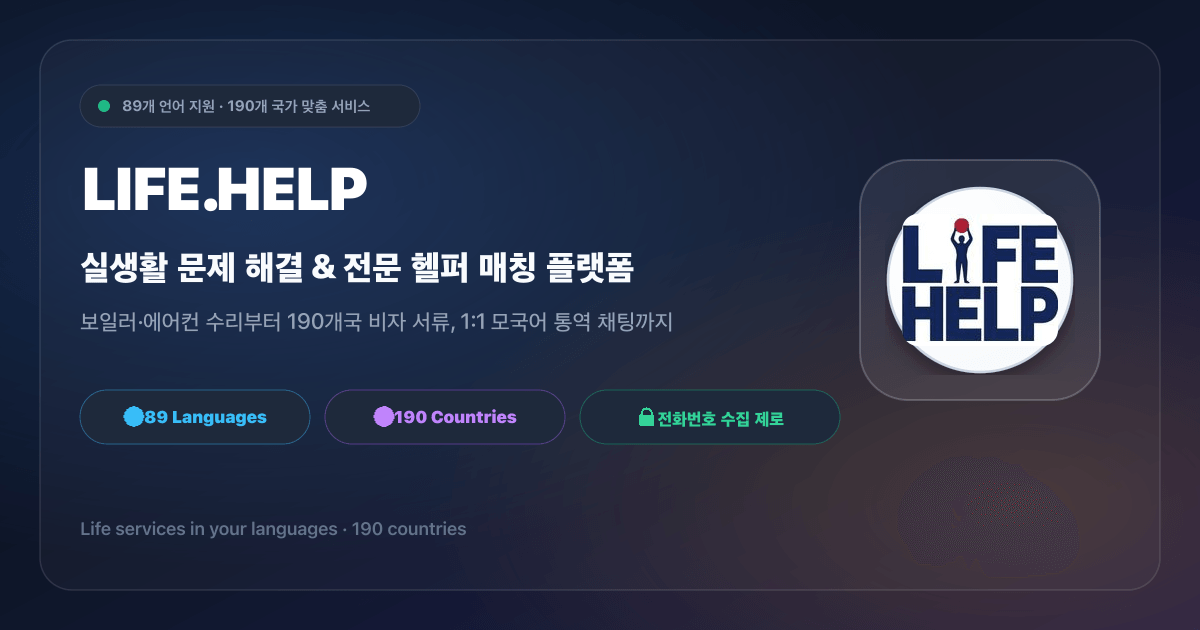 89개 언어 지원 · 190개 국가 맞춤 서비스
LIFE.HELP
실생활 문제 해결 & 전문 헬퍼 매칭 플랫폼
보일러·에어컨 수리부터 190개국 비자 서류, 1:1 모국어 통역 채팅까지
LIFE
HELP
89 Languages
190 Countries
전화번호 수집 제로
Life services in your languages · 190 countries